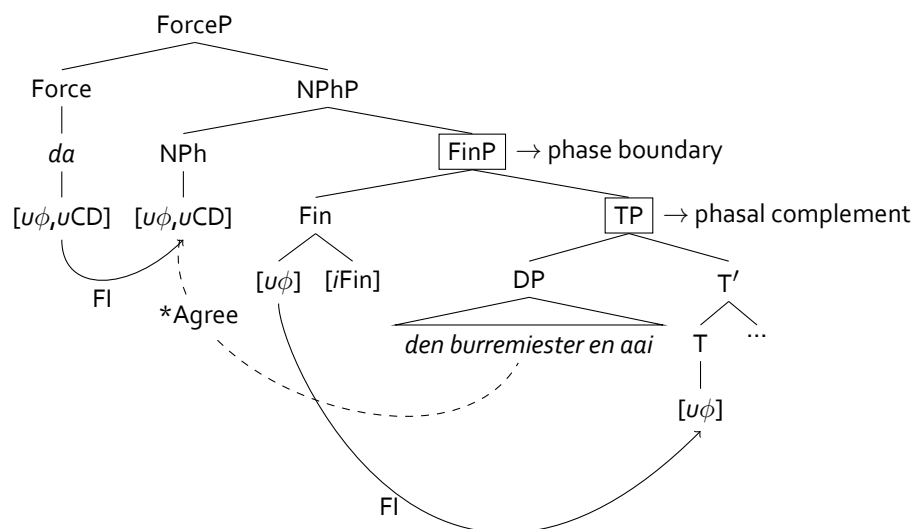 ForceP
Force NPhP
da NPh FinP → phase boundary
[uϕ,uCD] [uϕ,uCD] Fin TP → phasal complement
[uϕ] [iFin] DP T′
FI
*Agree den burremiester en aai T ...
[uϕ]
FI